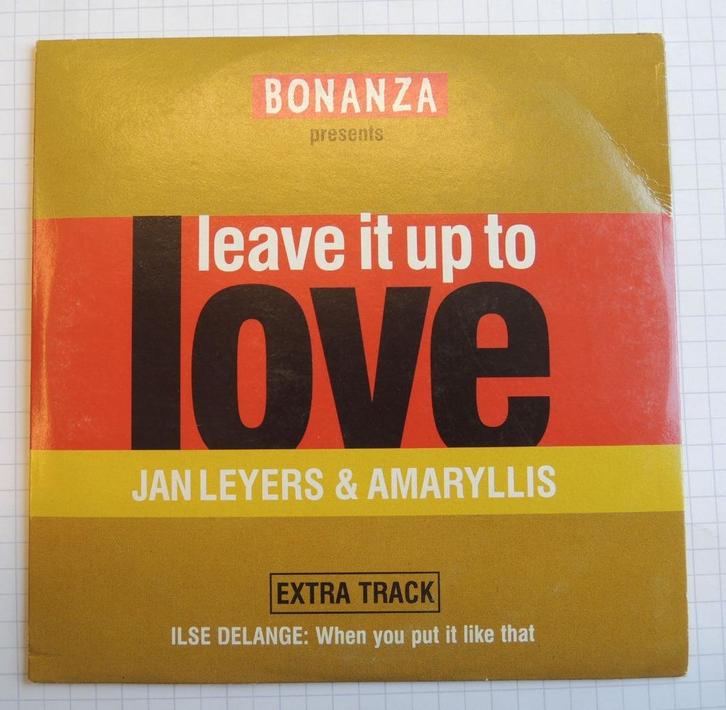 BONANZA
presents
leave it up to
love
JAN LEYERS & AMARYLLIS
EXTRA TRACK
ILSE DELANGE: When you put it like that